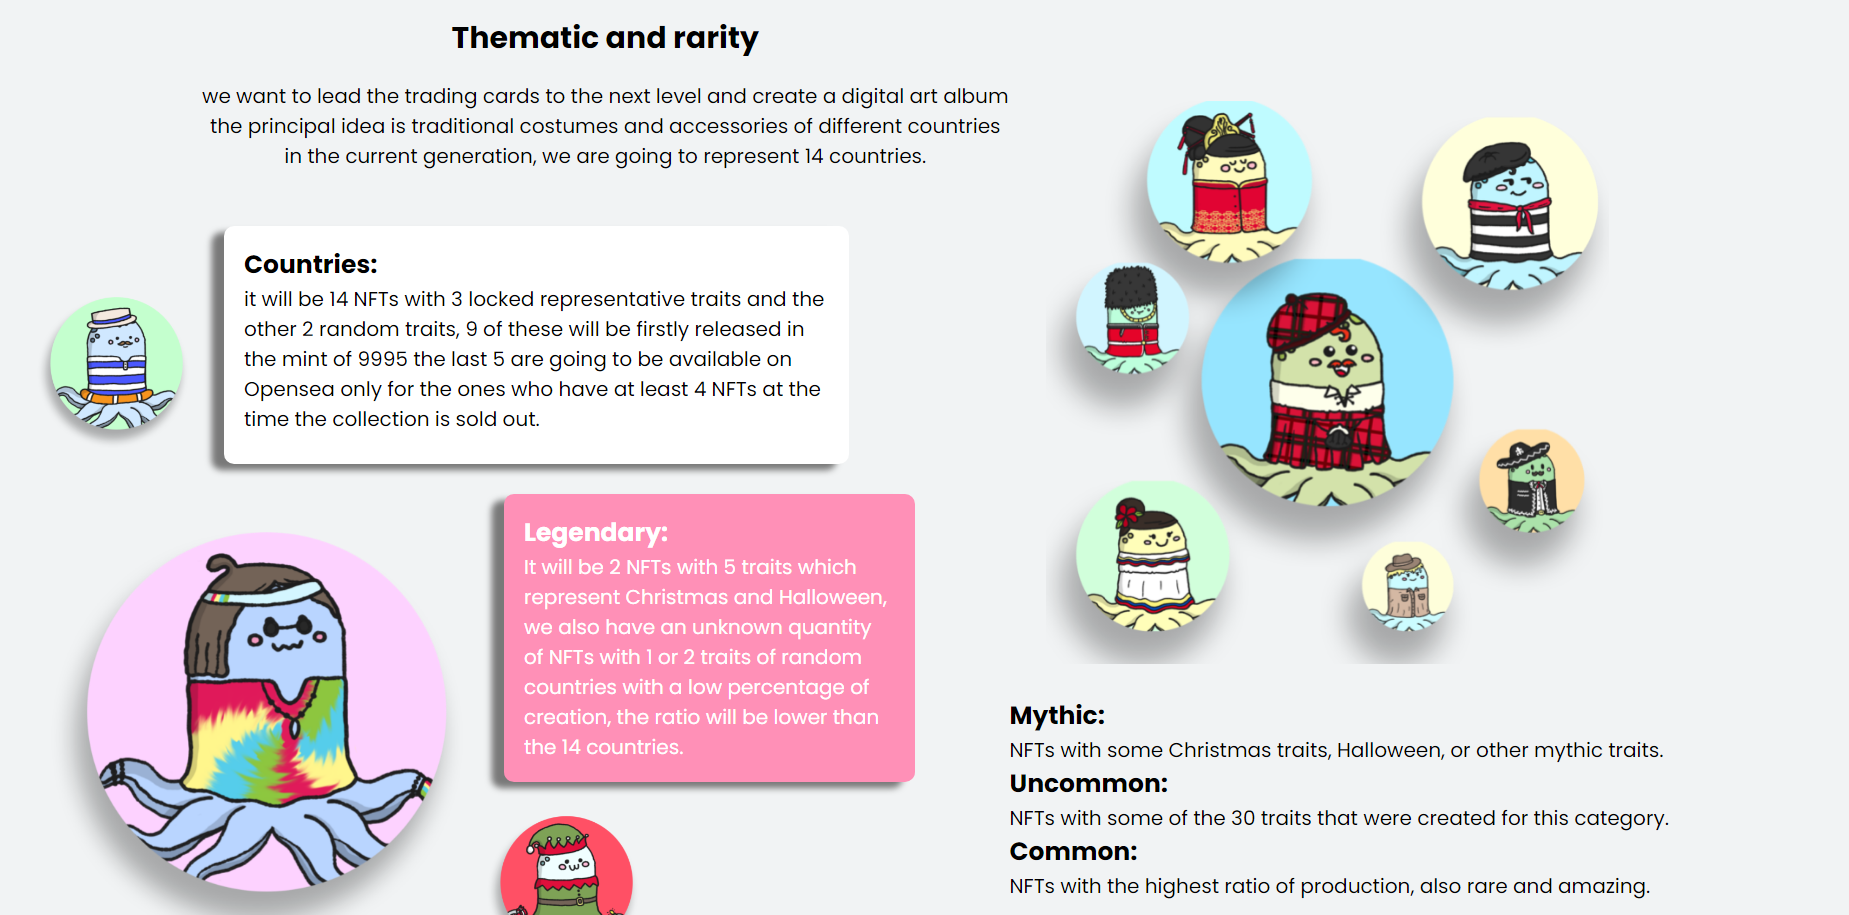 Thematic and rarity
we want to lead the trading cards to the next level and create a digital art album
the principal idea is traditional costumes and accessories of different countries
in the current generation, we are going to represent 14 countries.
Countries:
it will be 14 NFTs with 3 locked representative traits and the
other 2 random traits, 9 of these will be firstly released in
the mint of 9995 the last 5 are going to be available on
Opensea only for the ones who have at least 4 NFTs at the
time the collection is sold out.
Legendary:
It will be 2 NFTs with 5 traits which
represent Christmas and Halloween,
we also have an unknown quantity
of NFTs with 1 or 2 traits of random
countries with a low percentage of
creation, the ratio will be lower than
the 14 countries.
Mythic:
NFTs with some Christmas traits, Halloween, or other mythic traits.
Uncommon:
NFTs with some of the 30 traits that were created for this category.
Common:
NFTs with the highest ratio of production, also rare and amazing.